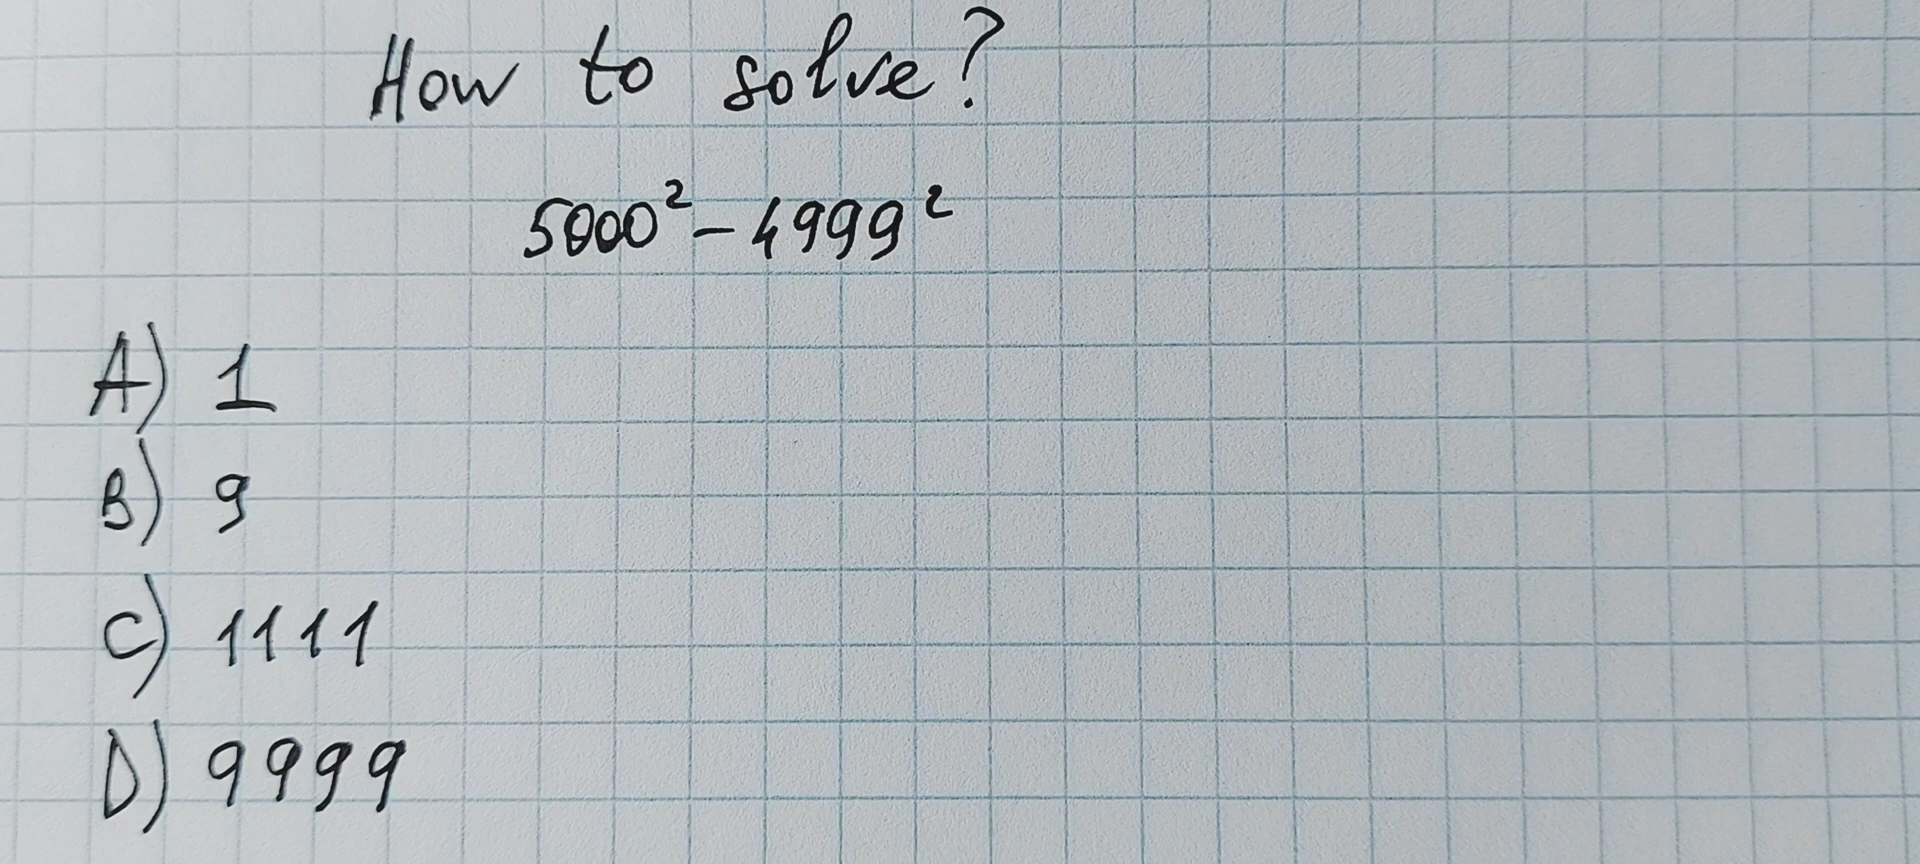 How to solve?
5000² - 4999²
A) 1
B) 9
C) 1111
D) 9999